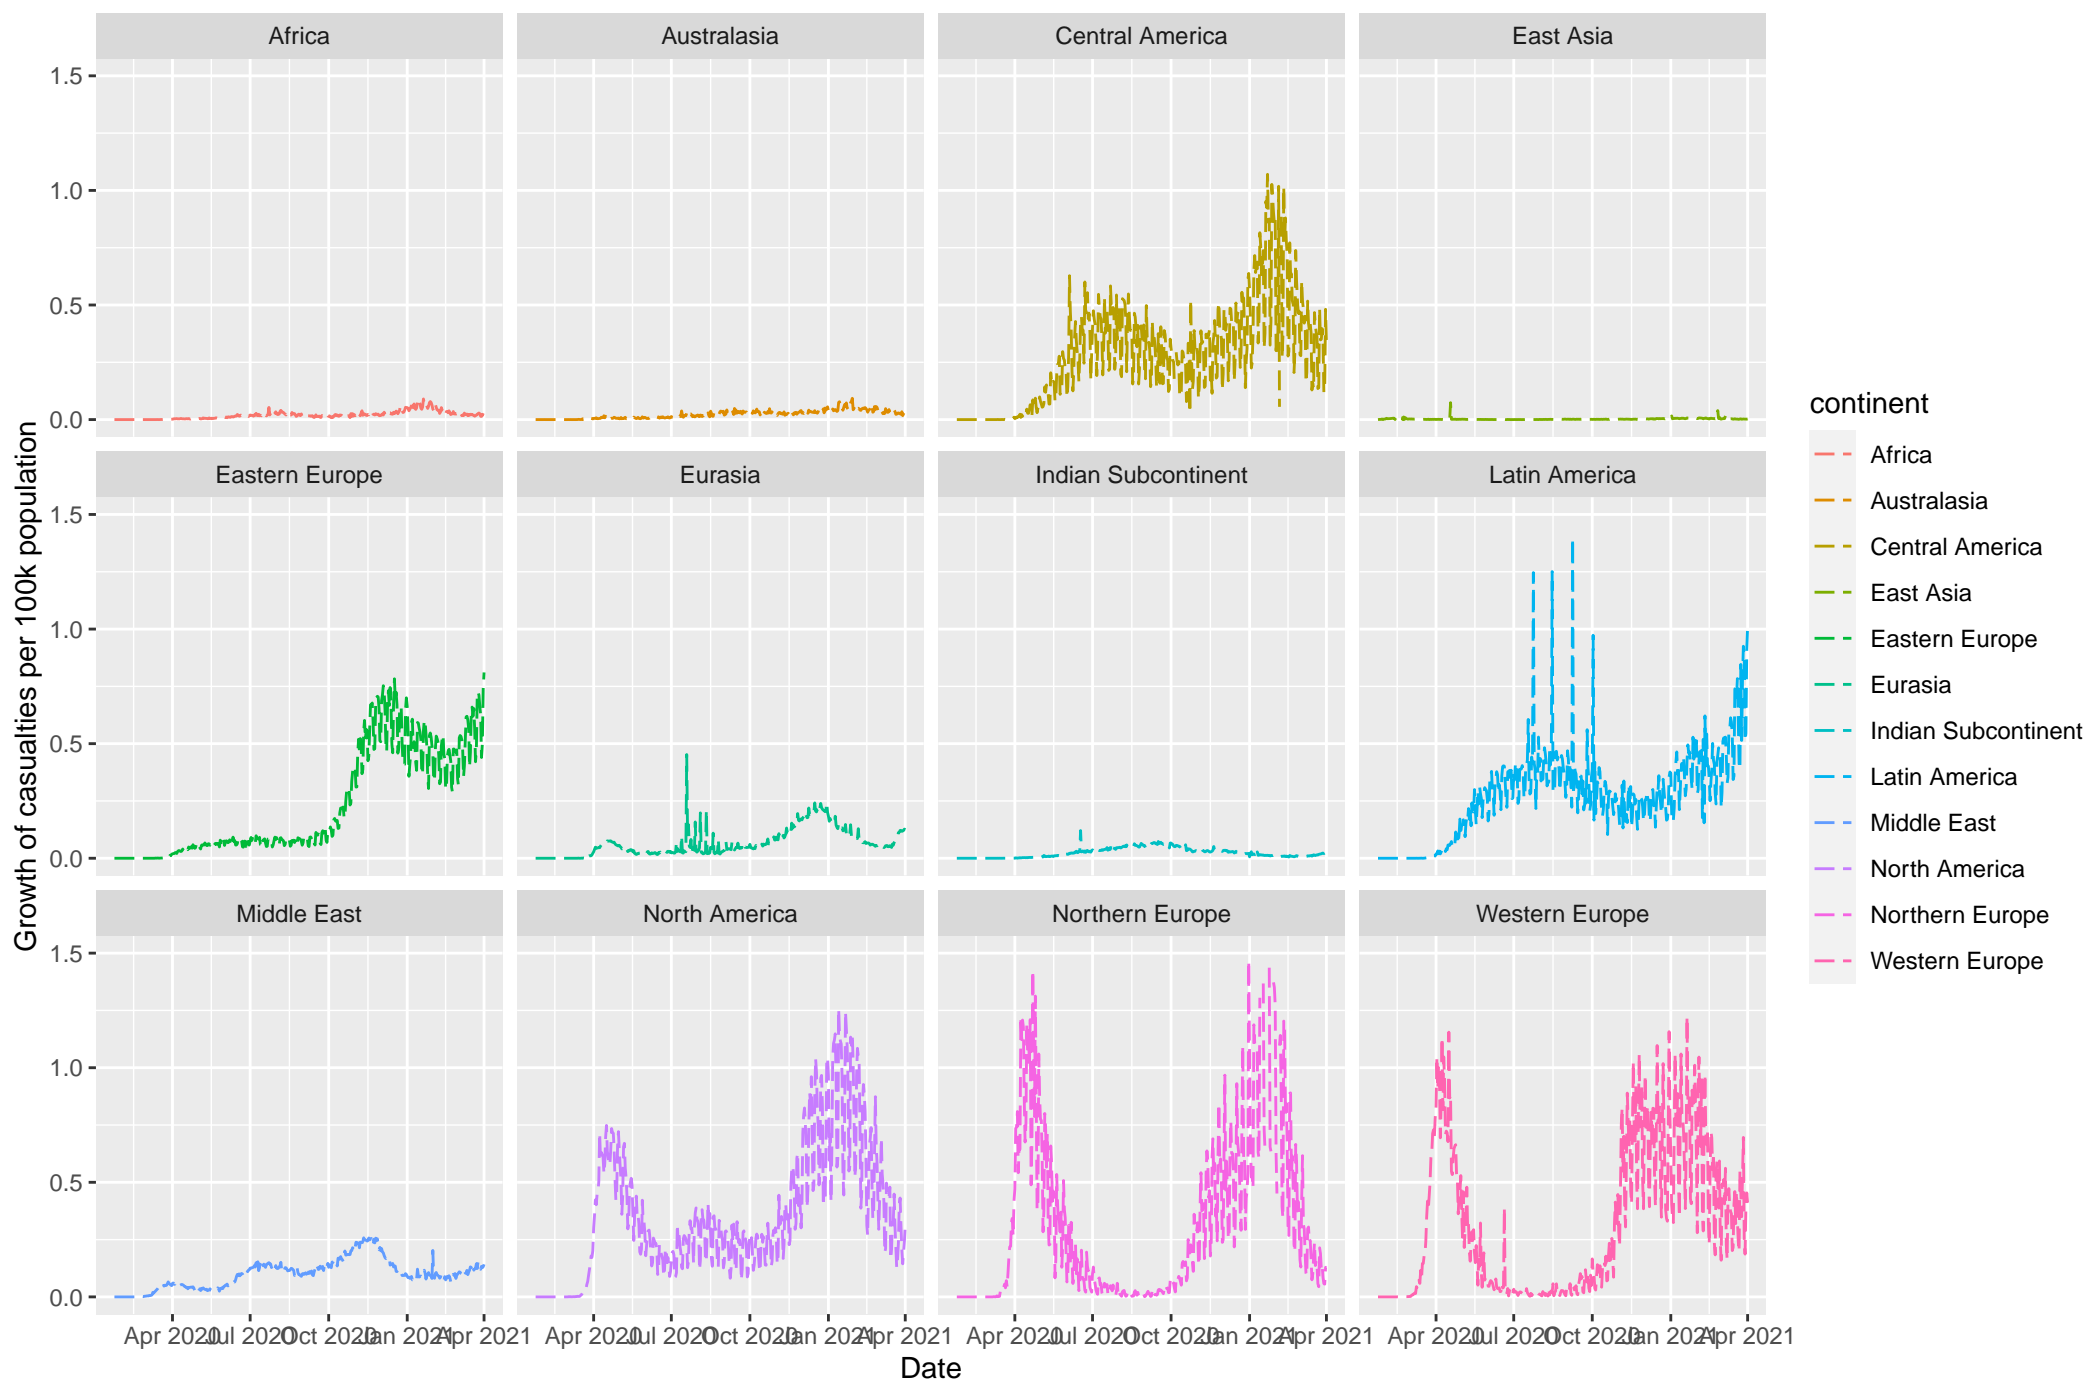 Africa
Australasia
Central America
East Asia
1.5
1.0
0.5
0.0
Eastern Europe
Eurasia
Indian Subcontinent
Latin America
1.5
1.0
0.5
0.0
Middle East
North America
Northern Europe
Western Europe
1.5
1.0
0.5
0.0
Apr 2020 Jul 2020 Oct 2020 Jan 2021 Apr 2021
Apr 2020 Jul 2020 Oct 2020 Jan 2021 Apr 2021
Apr 2020 Jul 2020 Oct 2020 Jan 2021 Apr 2021
Apr 2020 Jul 2020 Oct 2020 Jan 2021 Apr 2021
Date
Growth of casualties per 100k population
continent
Africa
Australasia
Central America
East Asia
Eastern Europe
Eurasia
Indian Subcontinent
Latin America
Middle East
North America
Northern Europe
Western Europe